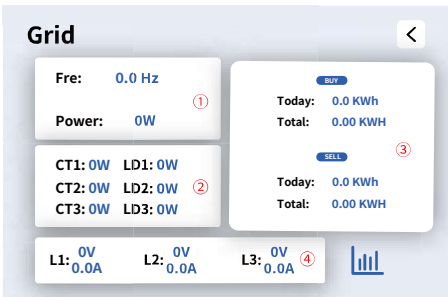 Grid
Fre: 0.0 Hz
Power: 0W
①
CT1: 0W LD1: 0W
CT2: 0W LD2: 0W
CT3: 0W LD3: 0W
②
BUY
Today: 0.0 KWh
Total: 0.00 KWH
SELL
Today: 0.0 KWh
Total: 0.00 KWH
③
L1: 0V 0.0A
L2: 0V 0.0A
L3: 0V 0.0A
④